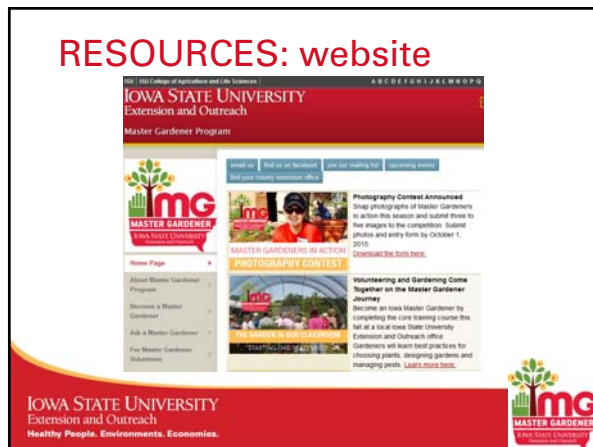 RESOURCES: website
ISU | ISU College of Agriculture and Life Sciences
A B C D E F G H I J K L M N O P Q
IOWA STATE UNIVERSITY
Extension and Outreach
Master Gardener Program
email us
find us on facebook
join our mailing list
upcoming events
find your county extension office
mG
MASTER GARDENER
IOWA STATE UNIVERSITY
Extension and Outreach
Home Page
About Master Gardener
Program
Become a Master
Gardener
Ask a Master Gardener
For Master Gardener
Volunteers
mG
MASTER GARDENER
MASTER GARDENERS IN ACTION
PHOTOGRAPHY CONTEST
Photography Contest Announced
Snap photographs of Master Gardeners
in action this season and submit three to
five images to the competition. Submit
photos and entry form by October 1,
2015.
Download the form here.
THE GARDEN IS OUR CLASSROOM
Volunteering and Gardening Come
Together on the Master Gardener
Journey
Become an Iowa Master Gardener by
completing the core training course this
fall at a local Iowa State University
Extension and Outreach office.
Gardeners will learn best practices for
choosing plants, designing gardens and
managing pests. Learn more here.
IOWA STATE UNIVERSITY
Extension and Outreach
Healthy People. Environments. Economies.
mG
MASTER GARDENER
IOWA STATE UNIVERSITY